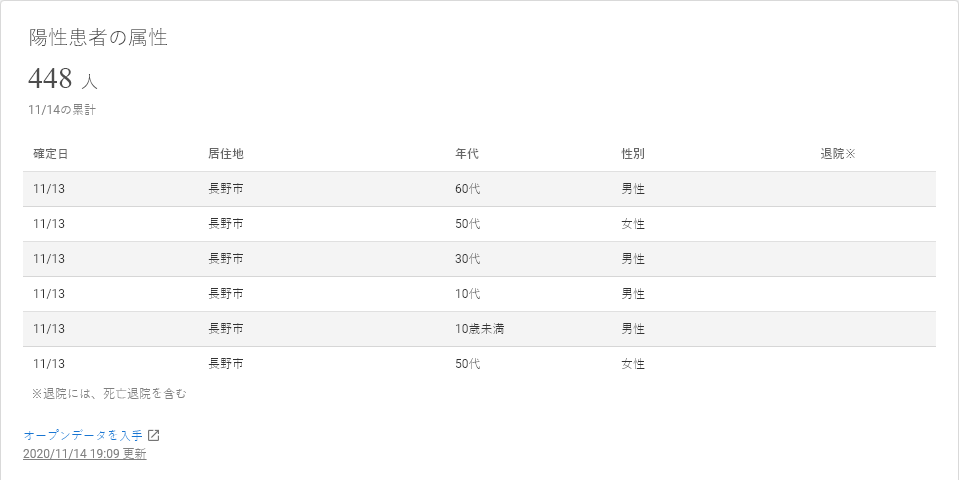 陽性患者の属性
448 人
11/14の累計
確定日 居住地 年代 性別 退院※
11/13 長野市 60代 男性
11/13 長野市 50代 女性
11/13 長野市 30代 男性
11/13 長野市 10代 男性
11/13 長野市 10歳未満 男性
11/13 長野市 50代 女性
※退院には、死亡退院を含む
オープンデータを入手
2020/11/14 19:09 更新